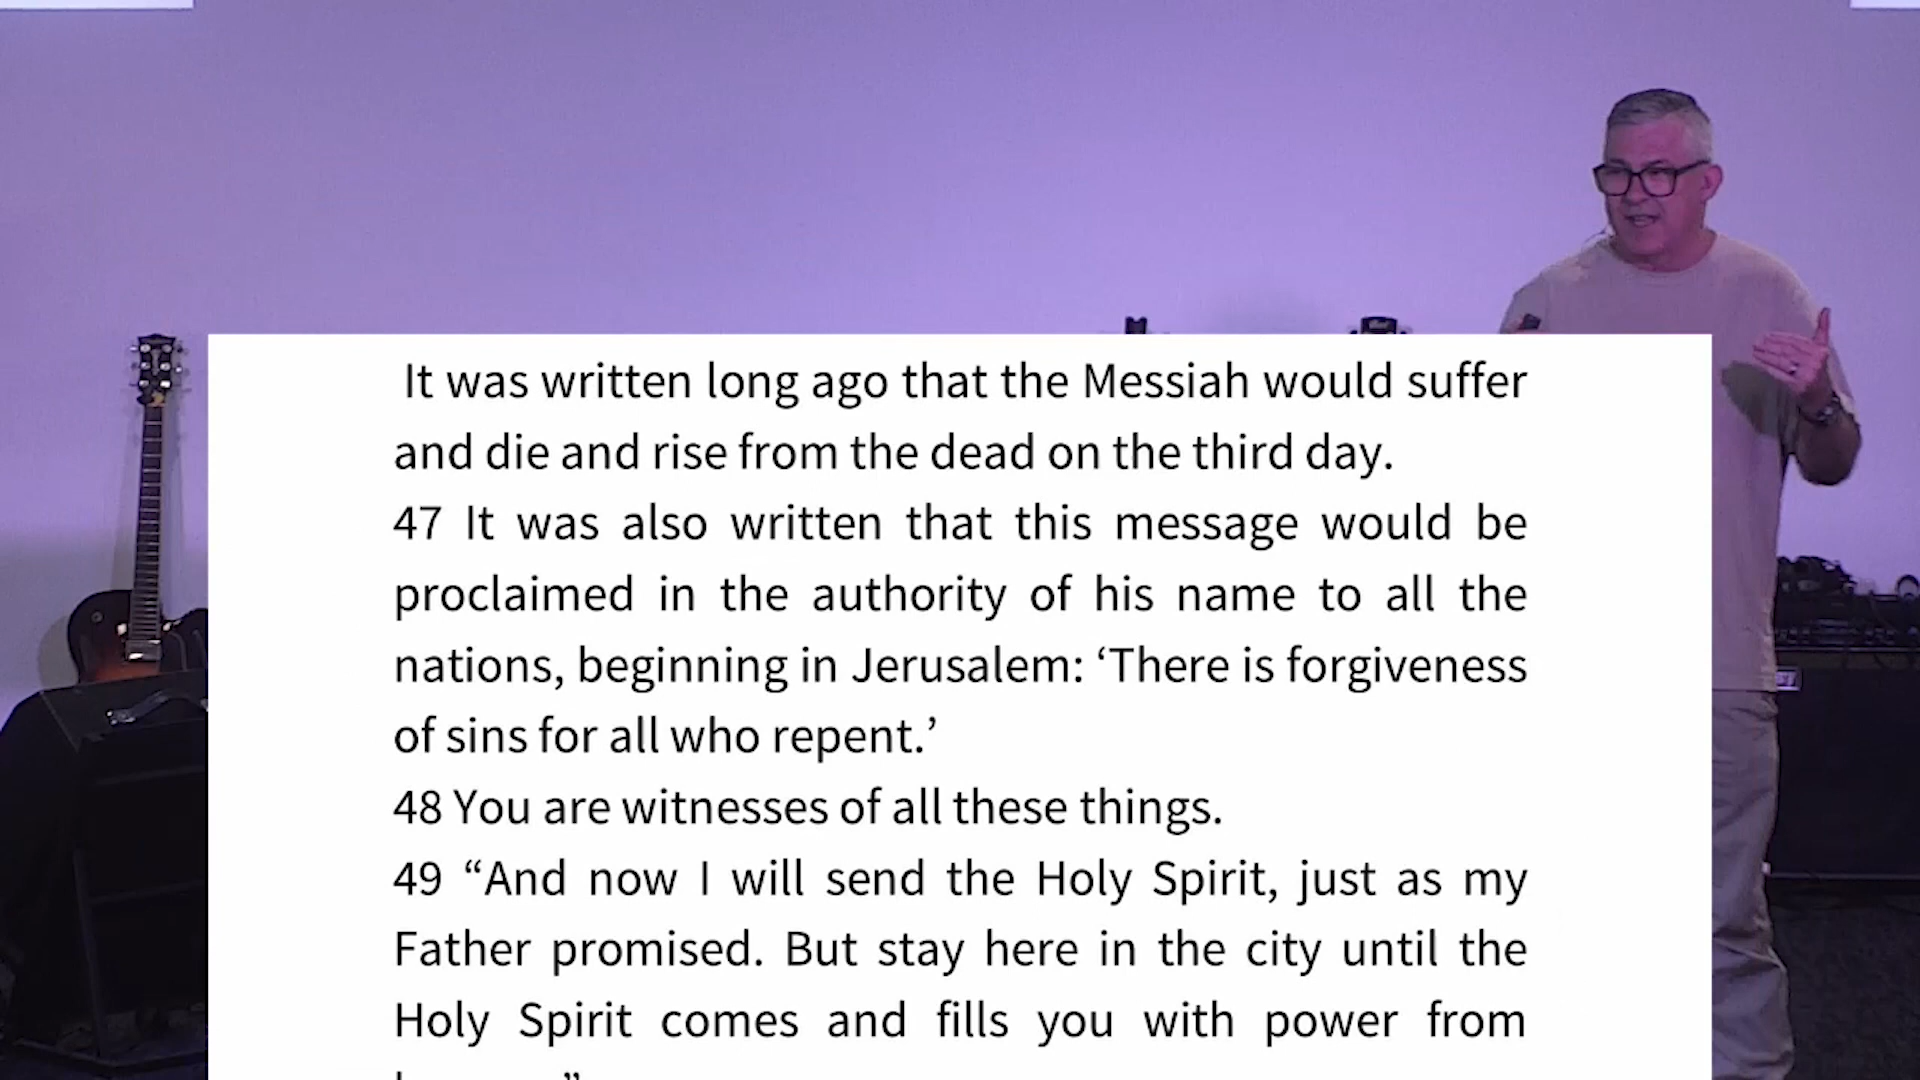 It was written long ago that the Messiah would suffer
and die and rise from the dead on the third day.
47 It was also written that this message would be
proclaimed in the authority of his name to all the
nations, beginning in Jerusalem: ‘There is forgiveness
of sins for all who repent.’
48 You are witnesses of all these things.
49 “And now I will send the Holy Spirit, just as my
Father promised. But stay here in the city until the
Holy Spirit comes and fills you with power from